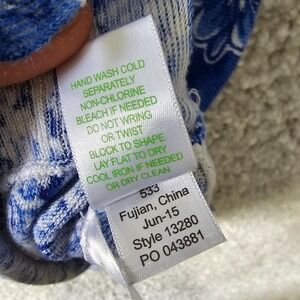 HAND WASH COLD
SEPARATELY
NON-CHLORINE
BLEACH IF NEEDED
DO NOT WRING
OR TWIST
BLOCK TO SHAPE
LAY FLAT TO DRY
COOL IRON IF NEEDED
OR DRY CLEAN
533
Fujian, China
Jun-15
Style 13280
PO 043881